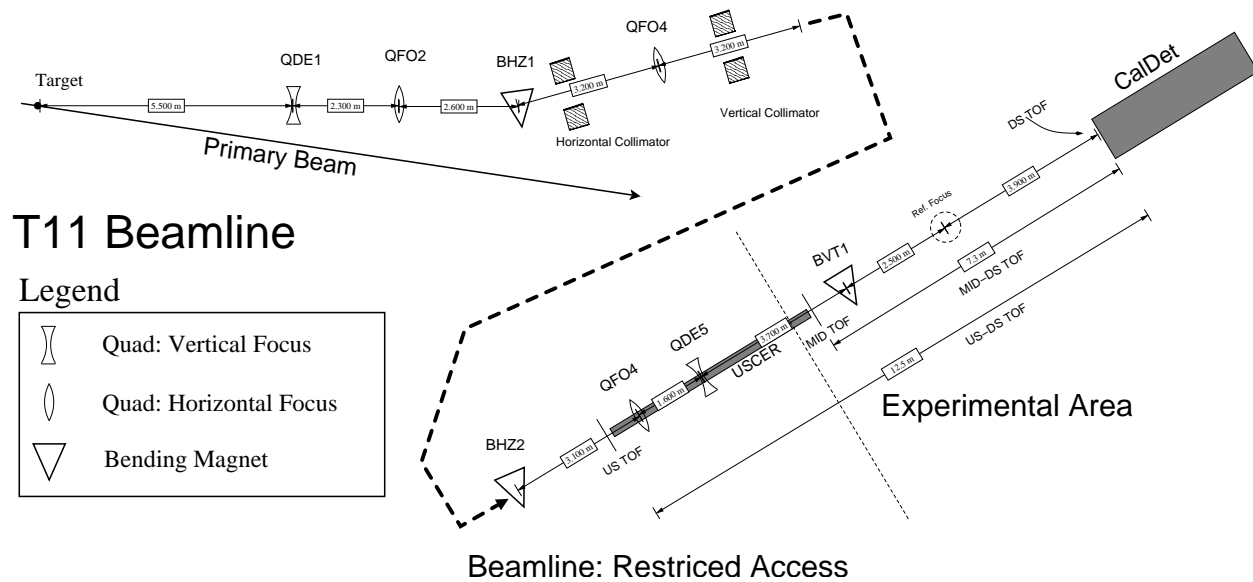 Target
5.500 m
QDE1
2.300 m
QFO2
2.600 m
BHZ1
3.200 m
QFO4
3.200 m
Horizontal Collimator
Vertical Collimator
Primary Beam
T11 Beamline
Legend
Quad: Vertical Focus
Quad: Horizontal Focus
Bending Magnet
BHZ2
3.100 m
US TOF
QFO4
1.600 m
QDE5
USCER
3.700 m
MID TOF
BVT1
2.500 m
Ref. Focus
3.900 m
DS TOF
CalDet
7.3 m
MID−DS TOF
12.5 m
US−DS TOF
Experimental Area
Beamline: Restriced Access